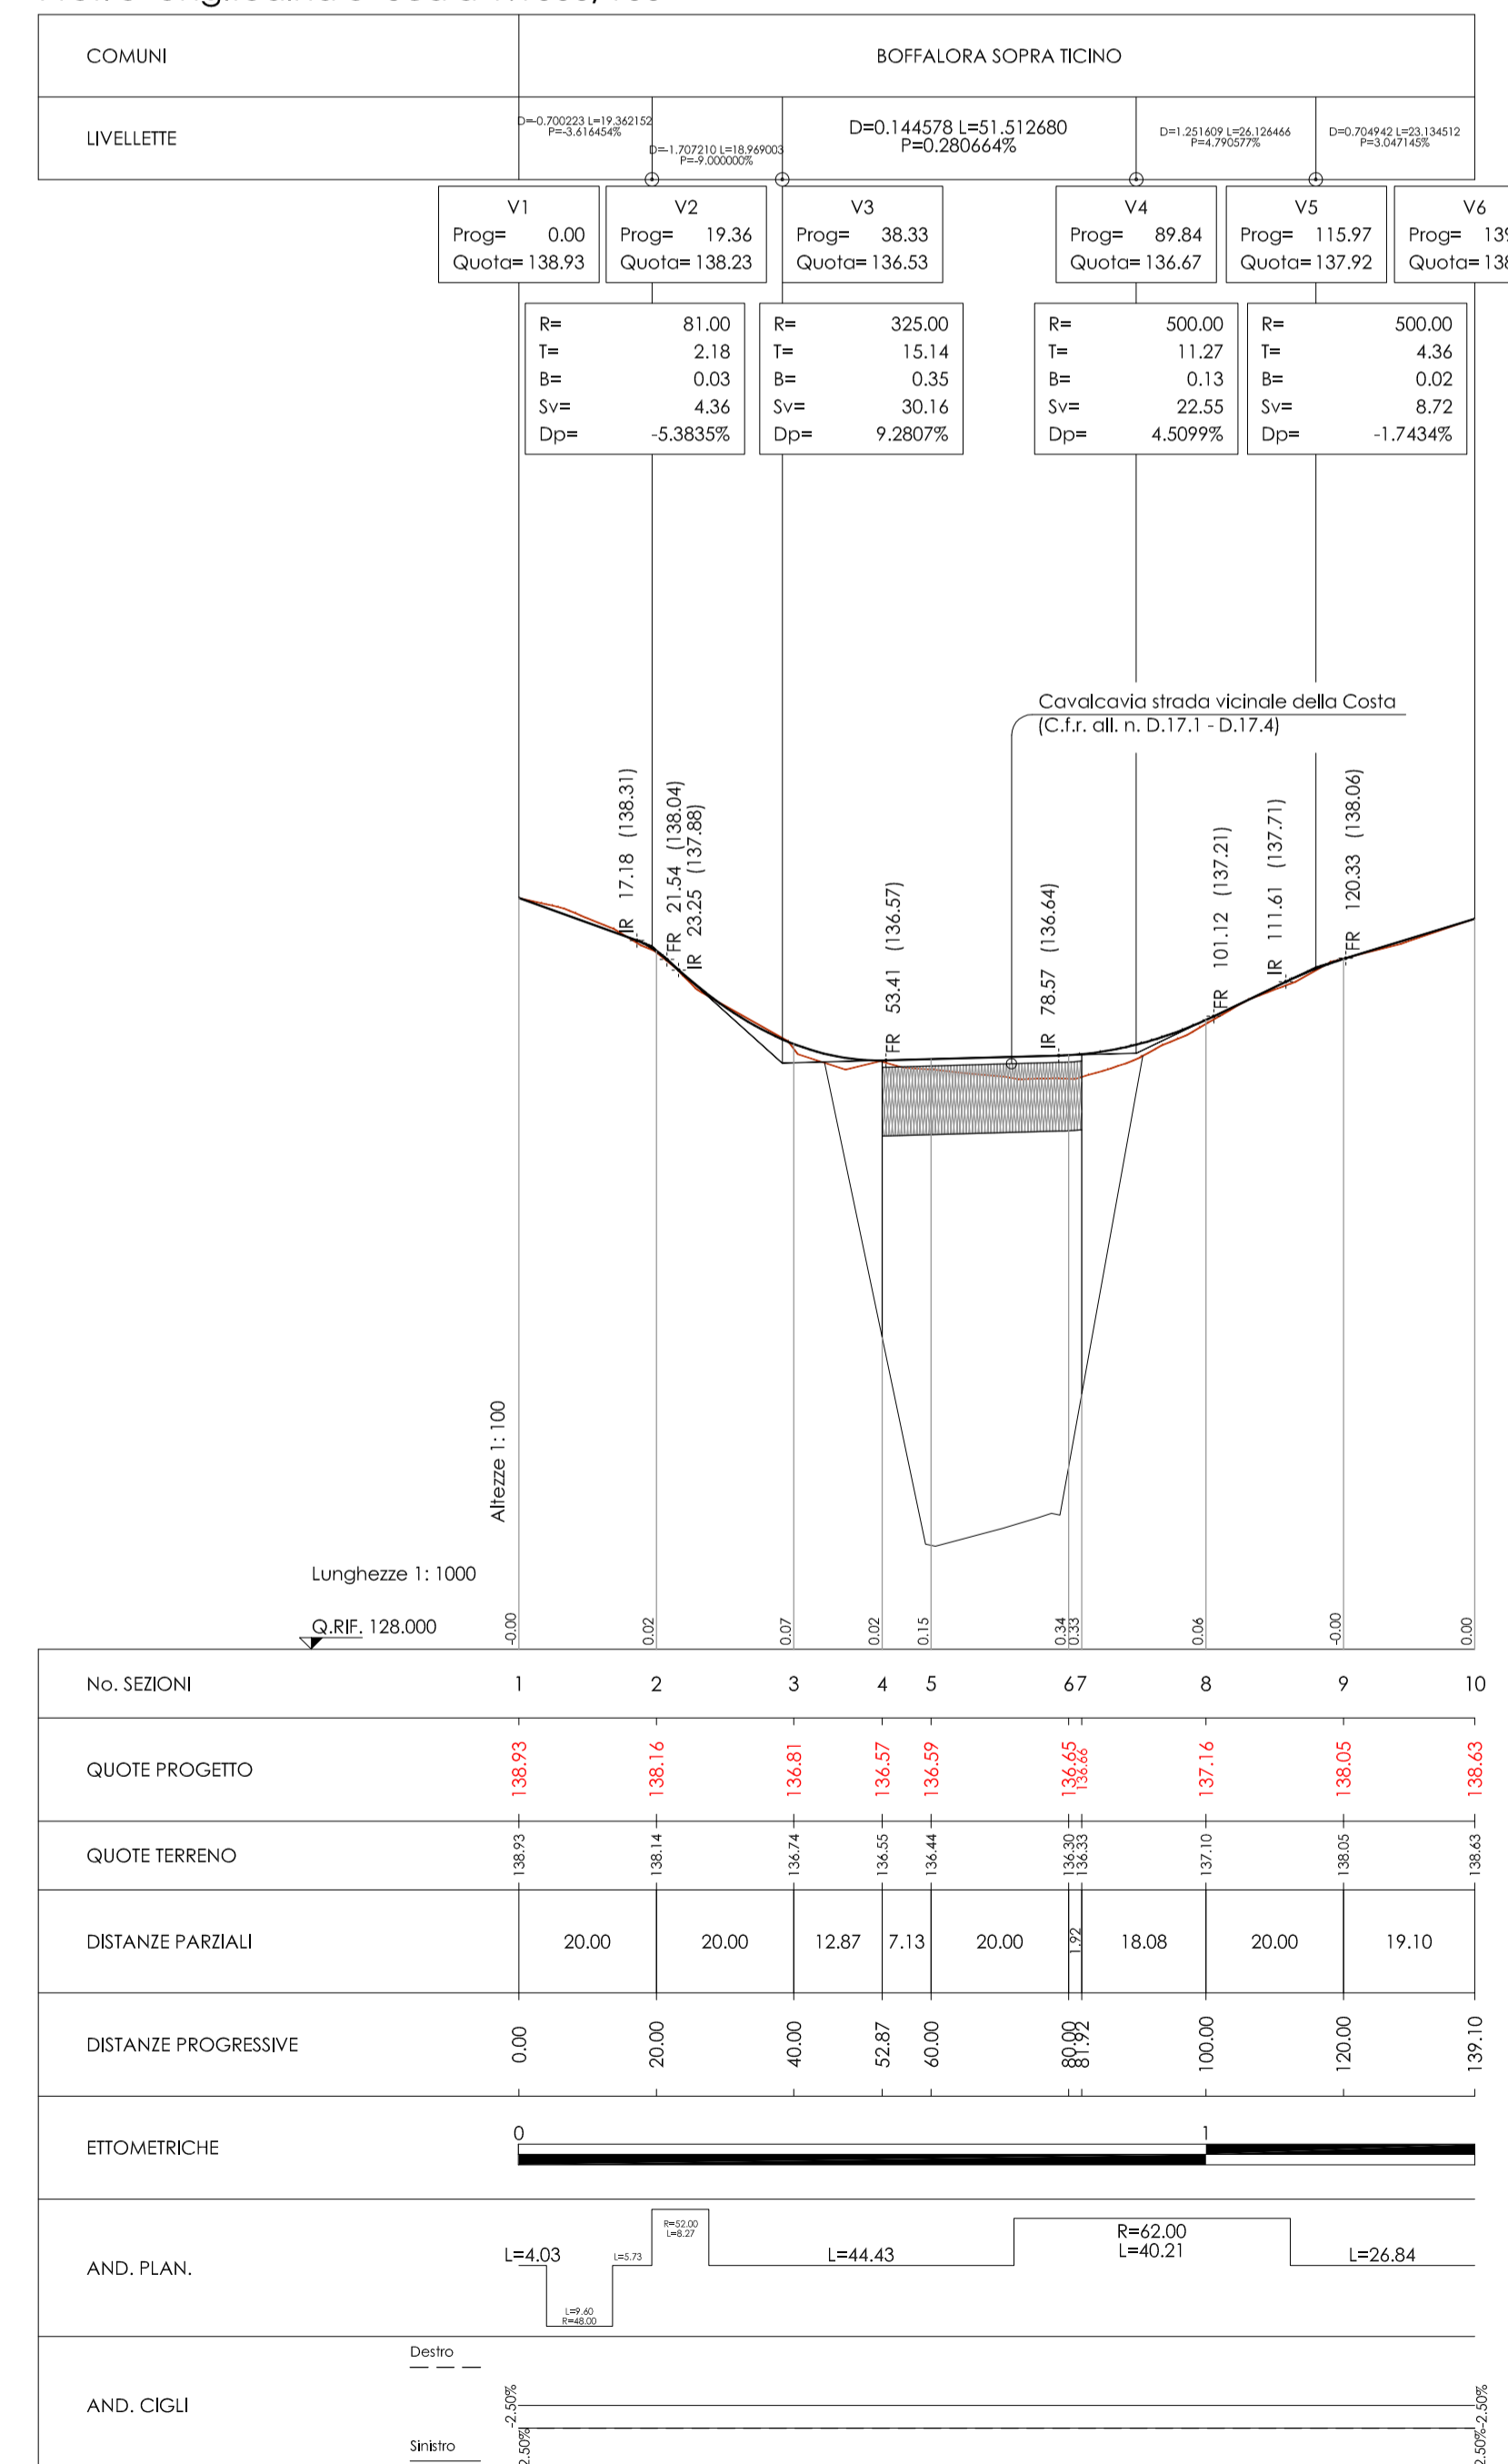 COMUNI
BOFFALORA SOPRA TICINO
LIVELLETTE
D=-0.700223 L=19.362152
P=-3.616454%
D=-1.707210 L=18.969003
P=-9.000000%
D=0.144578 L=51.512680
P=0.280664%
D=1.251609 L=26.126466
P=4.790577%
D=0.704942 L=23.134512
P=3.047145%
V1
Prog= 0.00
Quota= 138.93
V2
Prog= 19.36
Quota= 138.23
V3
Prog= 38.33
Quota= 136.53
V4
Prog= 89.84
Quota= 136.67
V5
Prog= 115.97
Quota= 137.92
V6
Prog= 139
Quota= 138
R= 81.00
T= 2.18
B= 0.03
Sv= 4.36
Dp= -5.3835%
R= 325.00
T= 15.14
B= 0.35
Sv= 30.16
Dp= 9.2807%
R= 500.00
T= 11.27
B= 0.13
Sv= 22.55
Dp= 4.5099%
R= 500.00
T= 4.36
B= 0.02
Sv= 8.72
Dp= -1.7434%
Cavalcavia strada vicinale della Costa
(C.f.r. all. n. D.17.1 - D.17.4)
IR 17.18 (138.31)
FR 21.54 (138.04)
IR 23.25 (137.88)
FR 53.41 (136.57)
IR 78.57 (136.64)
FR 101.12 (137.21)
IR 111.61 (137.71)
FR 120.33 (138.06)
Altezze 1: 100
Lunghezze 1: 1000
Q.RIF. 128.000
-0.00 0.02 0.07 0.02 0.15 0.34 0.33 0.06 -0.00 0.00
No. SEZIONI 1 2 3 4 5 6 7 8 9 10
QUOTE PROGETTO 138.93 138.16 136.81 136.57 136.59 136.65 136.66 137.16 138.05 138.63
QUOTE TERRENO 138.93 138.14 136.74 136.55 136.44 136.30 136.33 137.10 138.05 138.63
DISTANZE PARZIALI 20.00 20.00 12.87 7.13 20.00 1.92 18.08 20.00 19.10
DISTANZE PROGRESSIVE 0.00 20.00 40.00 52.87 60.00 80.00 81.92 100.00 120.00 139.10
ETTOMETRICHE 0 1
AND. PLAN.
L=4.03
L=9.60
R=48.00
L=5.73
R=52.00
L=8.27
L=44.43
R=62.00
L=40.21
L=26.84
AND. CIGLI
Destro
Sinistro
-2.50%
2.50%
-2.50%
2.50%